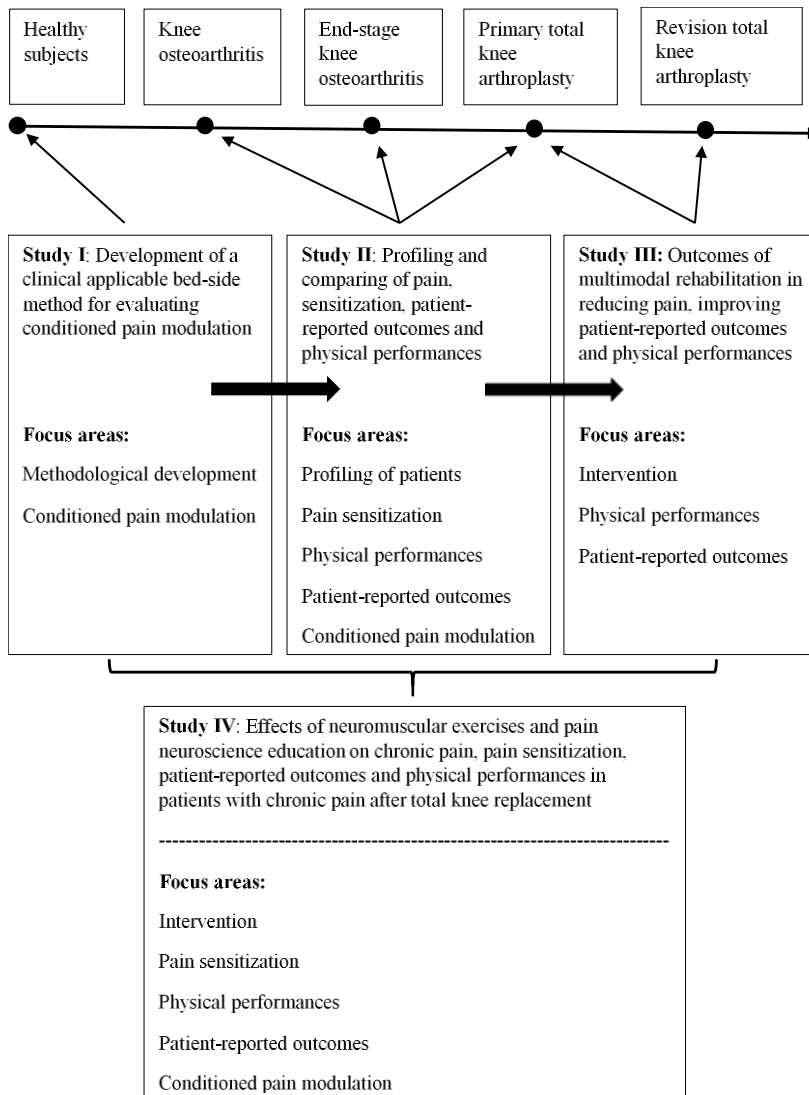 Healthy
subjects
Knee
osteoarthritis
End-stage
knee
osteoarthritis
Primary total
knee
arthroplasty
Revision total
knee
arthroplasty
Study I: Development of a
clinical applicable bed-side
method for evaluating
conditioned pain modulation
Focus areas:
Methodological development
Conditioned pain modulation
Study II: Profiling and
comparing of pain,
sensitization, patient-
reported outcomes and
physical performances
Focus areas:
Profiling of patients
Pain sensitization
Physical performances
Patient-reported outcomes
Conditioned pain modulation
Study III: Outcomes of
multimodal rehabilitation in
reducing pain, improving
patient-reported outcomes
and physical performances
Focus areas:
Intervention
Physical performances
Patient-reported outcomes
Study IV: Effects of neuromuscular exercises and pain
neuroscience education on chronic pain, pain sensitization,
patient-reported outcomes and physical performances in
patients with chronic pain after total knee replacement
Focus areas:
Intervention
Pain sensitization
Physical performances
Patient-reported outcomes
Conditioned pain modulation